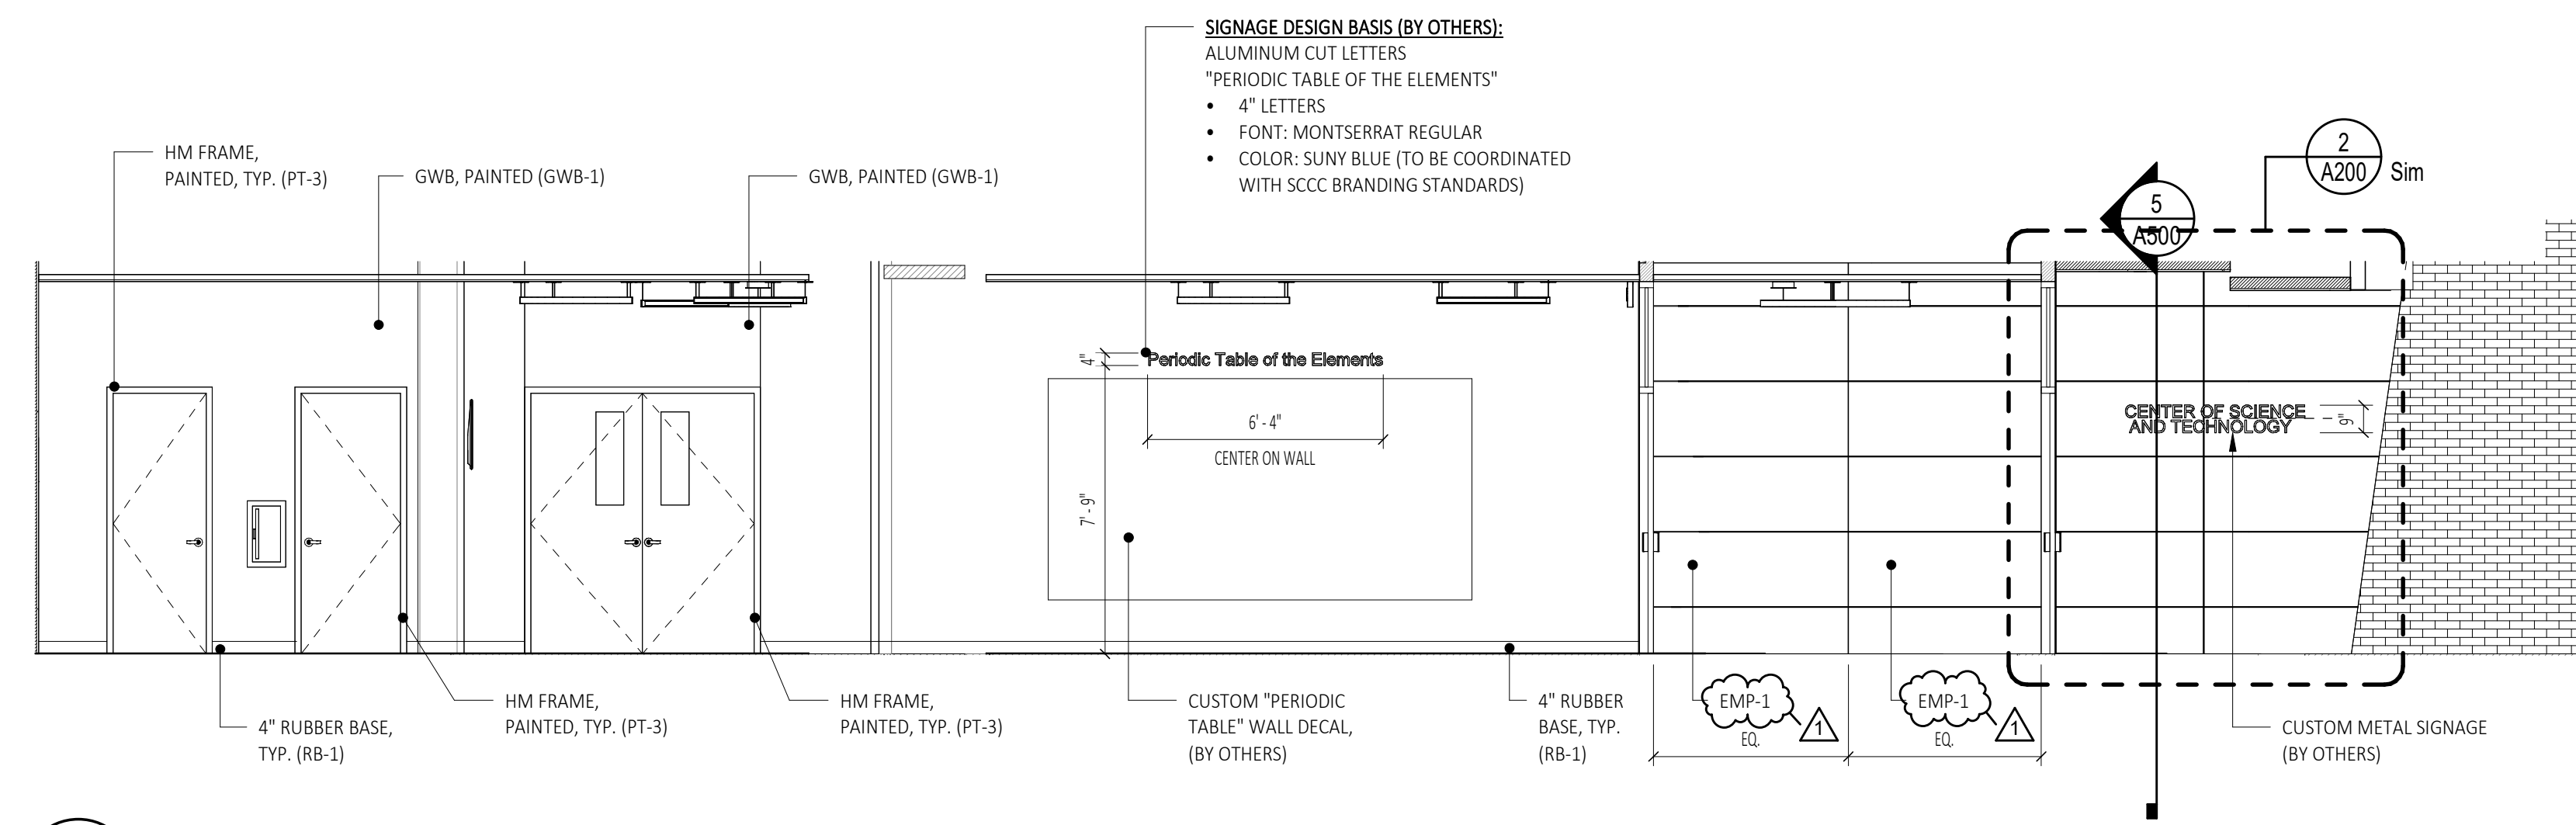 SIGNAGE DESIGN BASIS (BY OTHERS):
ALUMINUM CUT LETTERS
"PERIODIC TABLE OF THE ELEMENTS"
• 4" LETTERS
• FONT: MONTSERRAT REGULAR
• COLOR: SUNY BLUE (TO BE COORDINATED
WITH SCCC BRANDING STANDARDS)
HM FRAME,
PAINTED, TYP. (PT-3)
GWB, PAINTED (GWB-1)
GWB, PAINTED (GWB-1)
2
A200
Sim
5
A500
4"
Periodic Table of the Elements
6' - 4"
CENTER ON WALL
7' - 9"
CENTER OF SCIENCE
AND TECHNOLOGY
9"
4" RUBBER BASE,
TYP. (RB-1)
HM FRAME,
PAINTED, TYP. (PT-3)
HM FRAME,
PAINTED, TYP. (PT-3)
CUSTOM "PERIODIC
TABLE" WALL DECAL,
(BY OTHERS)
4" RUBBER
BASE, TYP.
(RB-1)
EMP-1
1
EQ.
EMP-1
1
EQ.
CUSTOM METAL SIGNAGE
(BY OTHERS)